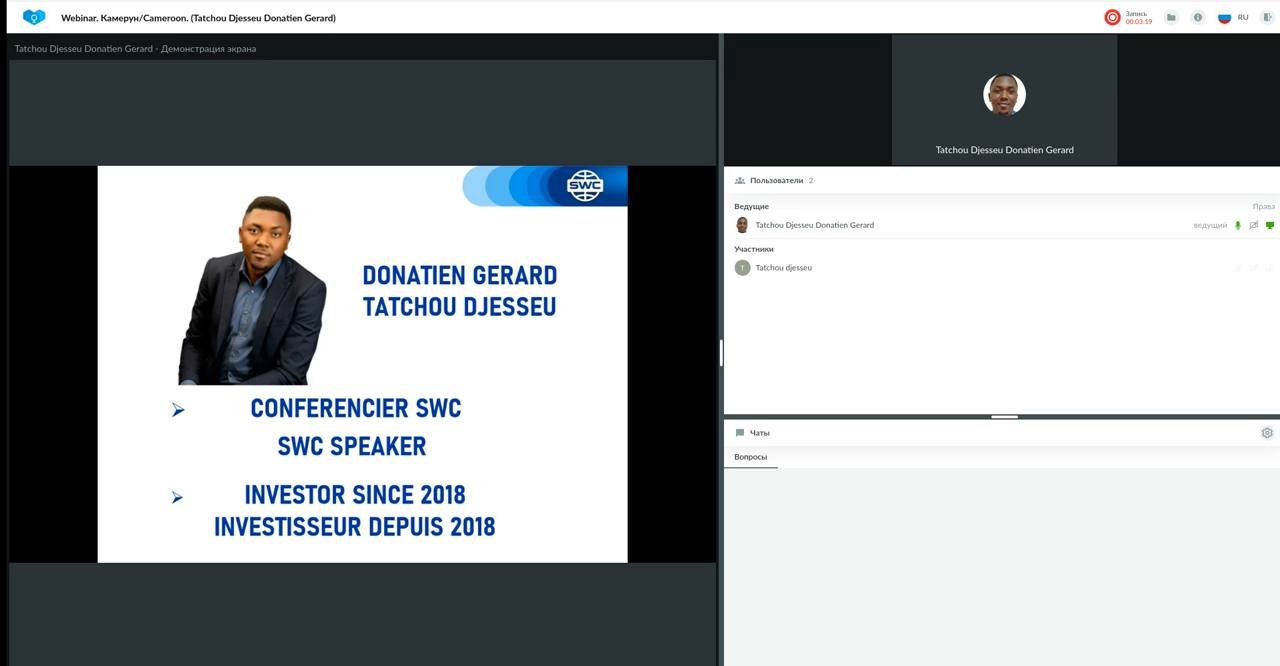 Webinar. Камерун/Cameroon. (Tatchou Djesseu Donatien Gerard)
Запись
00:03:19
RU
Tatchou Djesseu Donatien Gerard - Демонстрация экрана
SWC
DONATIEN GERARD
TATCHOU DJESSEU
CONFERENCIER SWC
SWC SPEAKER
INVESTOR SINCE 2018
INVESTISSEUR DEPUIS 2018
Tatchou Djesseu Donatien Gerard
Пользователи 2
Ведущие Права
Tatchou Djesseu Donatien Gerard ведущий
Участники
T Tatchou djesseu
Чаты
Вопросы